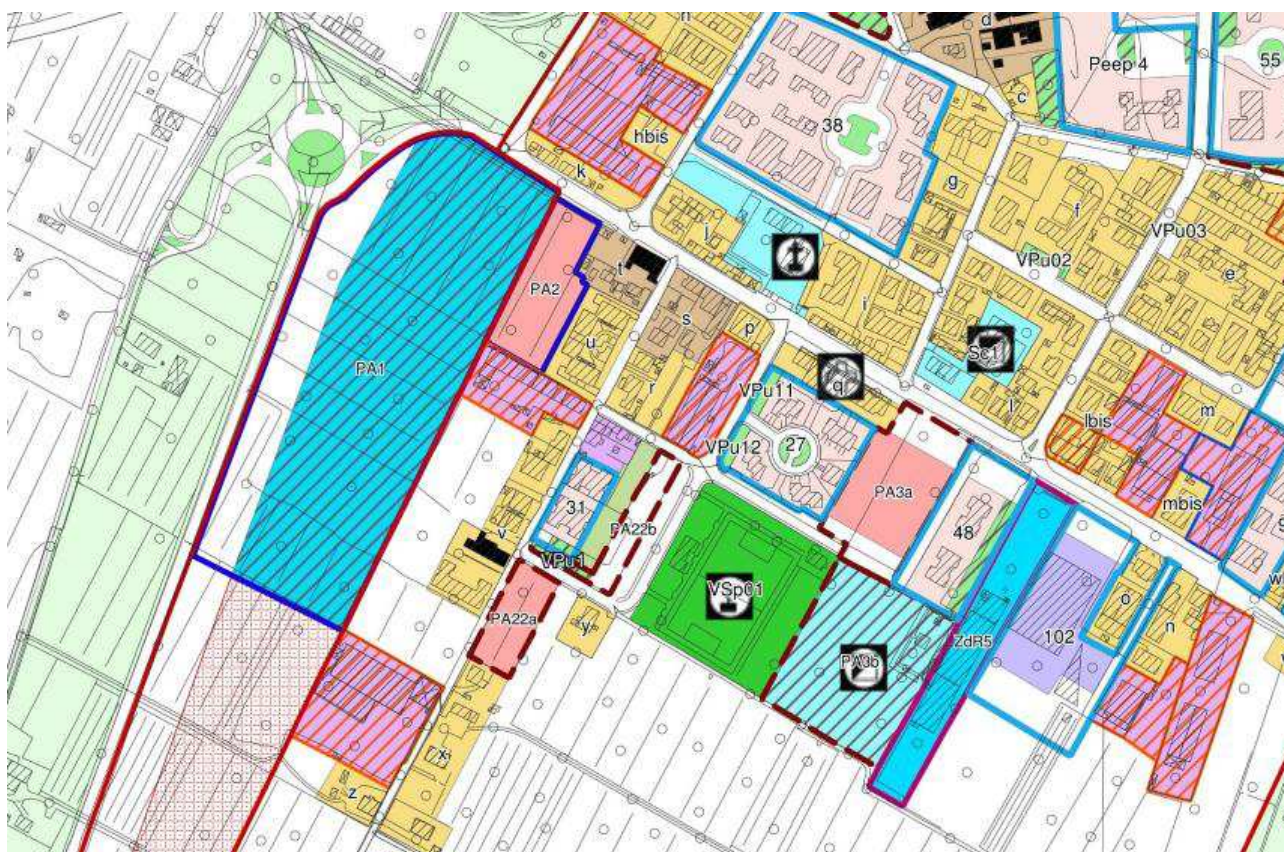 n
d
Peep 4
55
c
38
hbis
k
g
f
j
VPu03
VPu02
e
t
PA2
i
s
p
u
Sc1
PA1
r
VPu11
q
l
lbis
m
VPu12
27
PA3a
mbis
31
PA22b
48
v
VPu1
VSp01
w
PA22a
y
o
n
PA3b
ZdR5
102
x
z